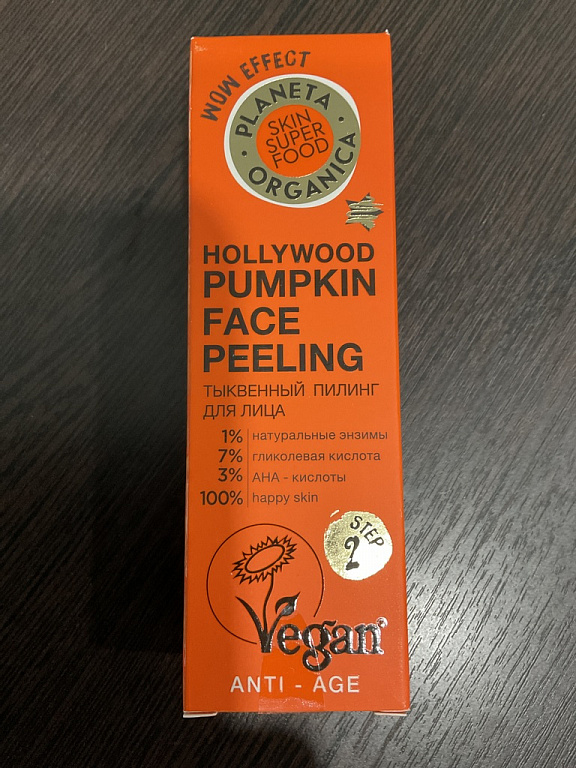 WOW EFFECT
PLANETA
SKIN
SUPER
FOOD
ORGANICA
HOLLYWOOD
PUMPKIN
FACE
PEELING
ТЫКВЕННЫЙ ПИЛИНГ
ДЛЯ ЛИЦА
1% натуральные энзимы
7% гликолевая кислота
3% АНА - кислоты
100% happy skin
STEP
2
Vegan
ANTI - AGE